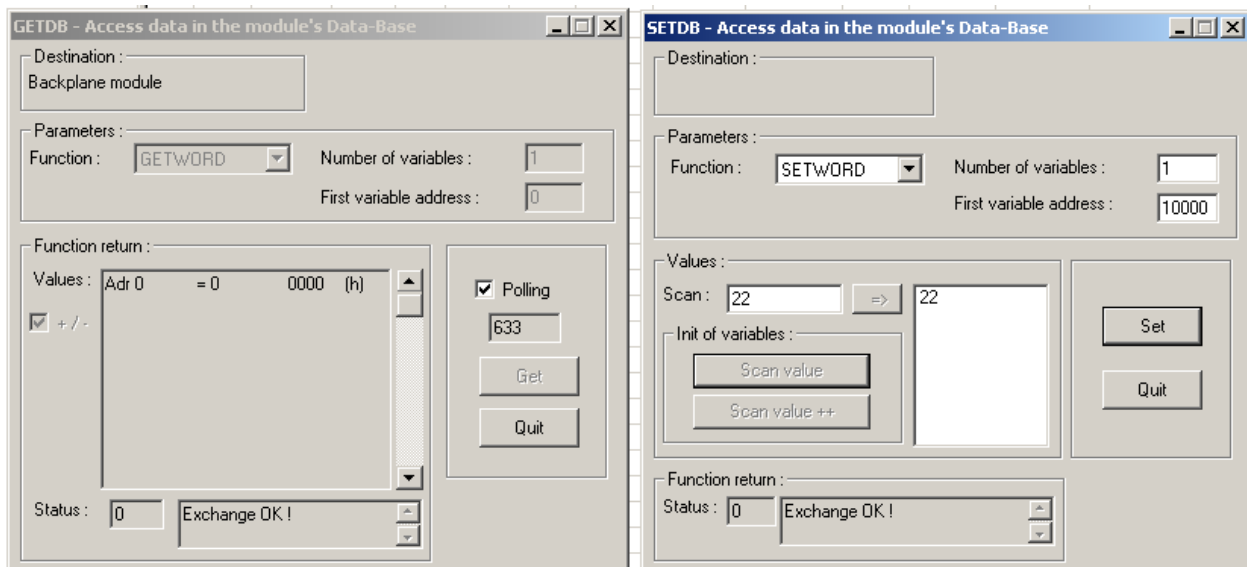 GETDB - Access data in the module's Data-Base
Destination :
Backplane module
Parameters :
Function : GETWORD Number of variables : 1
First variable address : 0
Function return :
Values : Adr 0 = 0 0000 (h)
+ / -
Polling
633
Get
Quit
Status : 0 Exchange OK !
SETDB - Access data in the module's Data-Base
Destination :
Parameters :
Function : SETWORD Number of variables : 1
First variable address : 10000
Values :
Scan : 22 => 22
Init of variables :
Scan value
Scan value ++
Set
Quit
Function return :
Status : 0 Exchange OK !